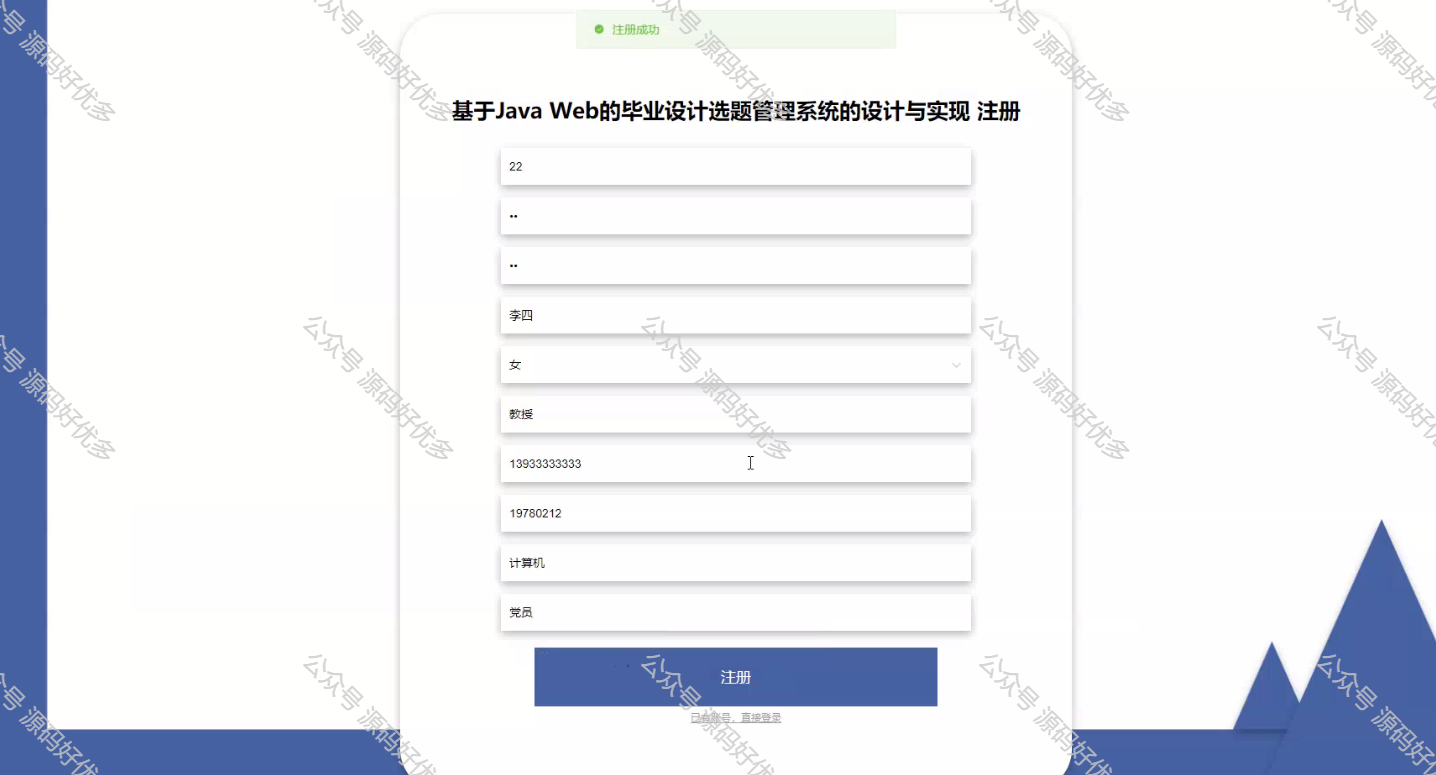 注册成功
基于Java Web的毕业设计选题管理系统的设计与实现 注册
22
••
••
李四
女
教授
13933333333
19780212
计算机
党员
注册
已有账号，直接登录
公众号 源码好优多